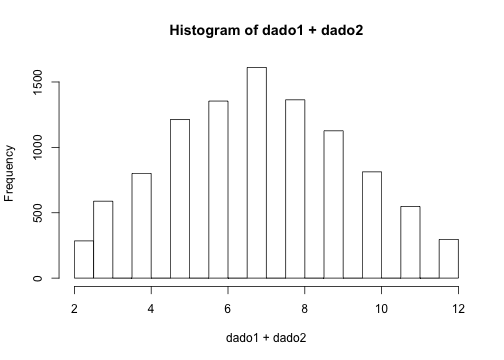 Histogram of dado1 + dado2
Frequency
1500
1000
500
0
2 4 6 8 10 12
dado1 + dado2